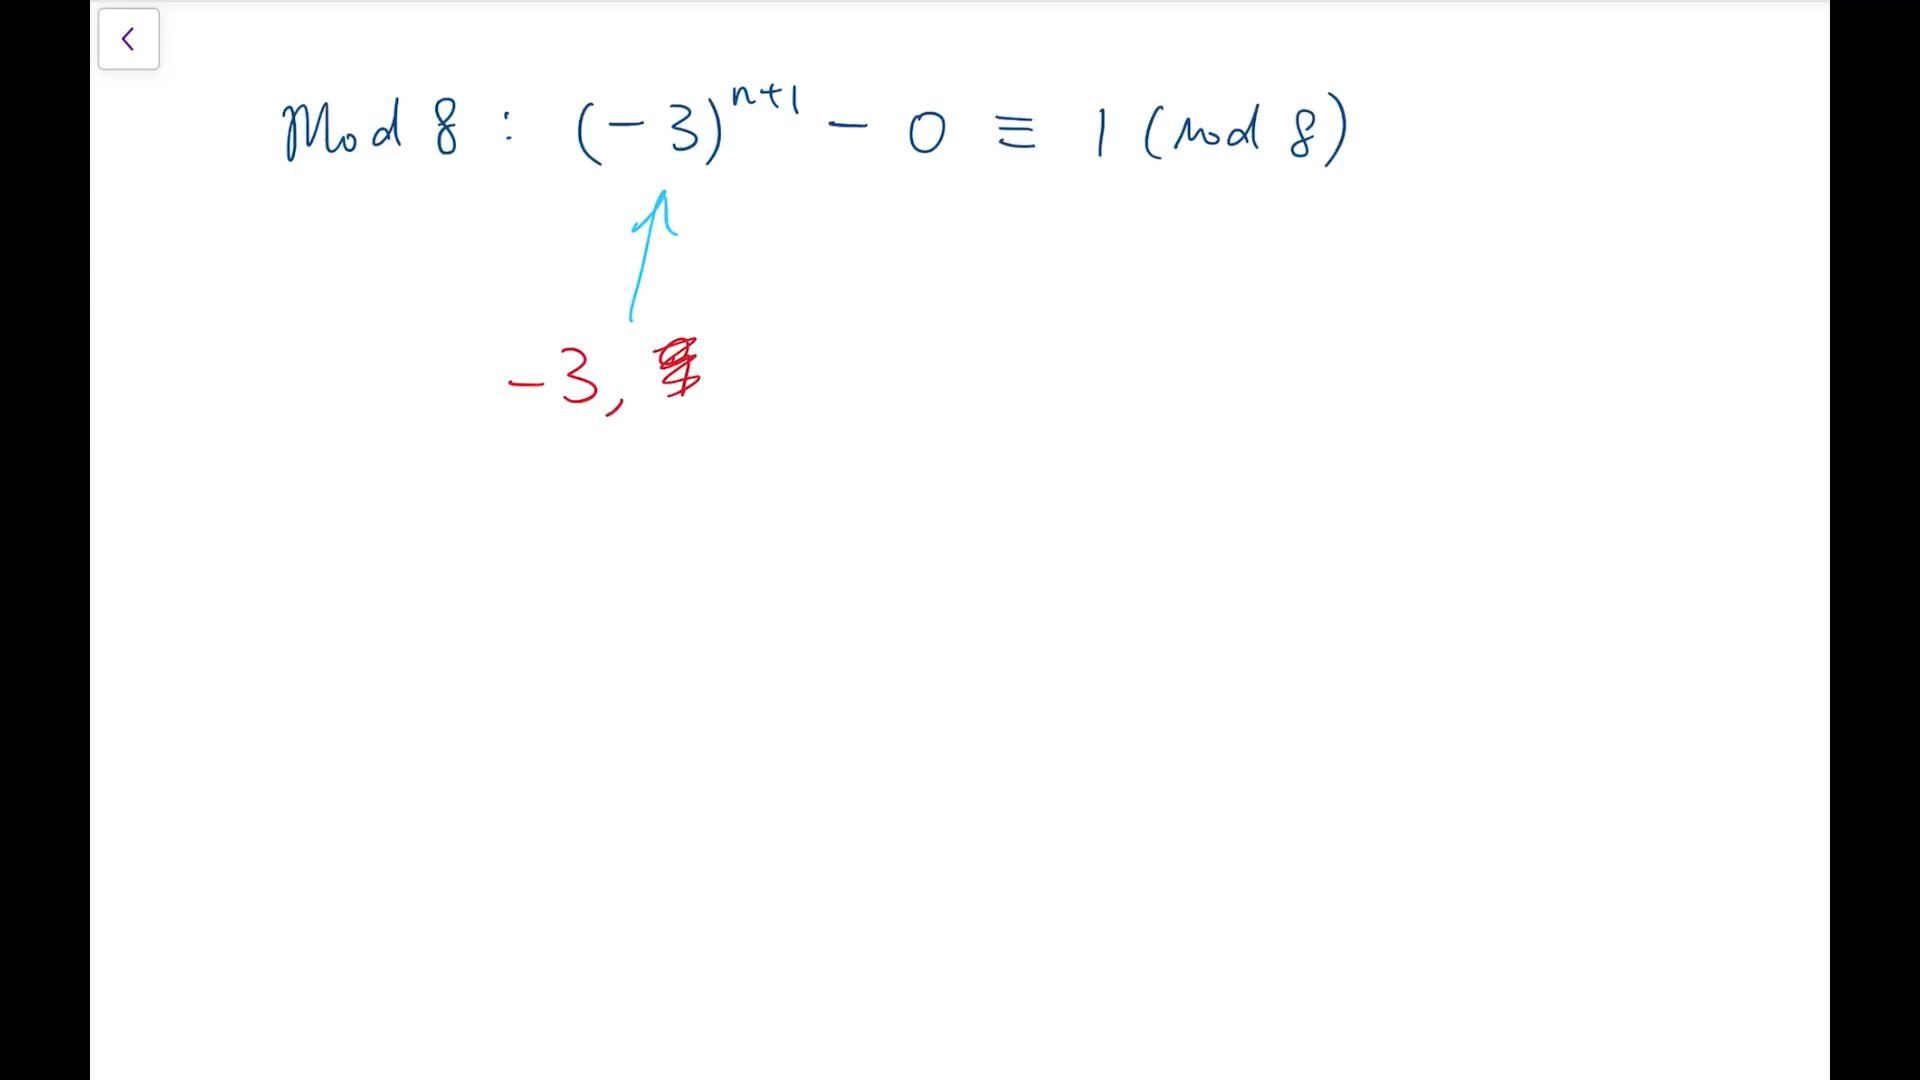 Mod 8 : (-3)^{n+1} - 0 ≡ 1 (mod 8)
-3,